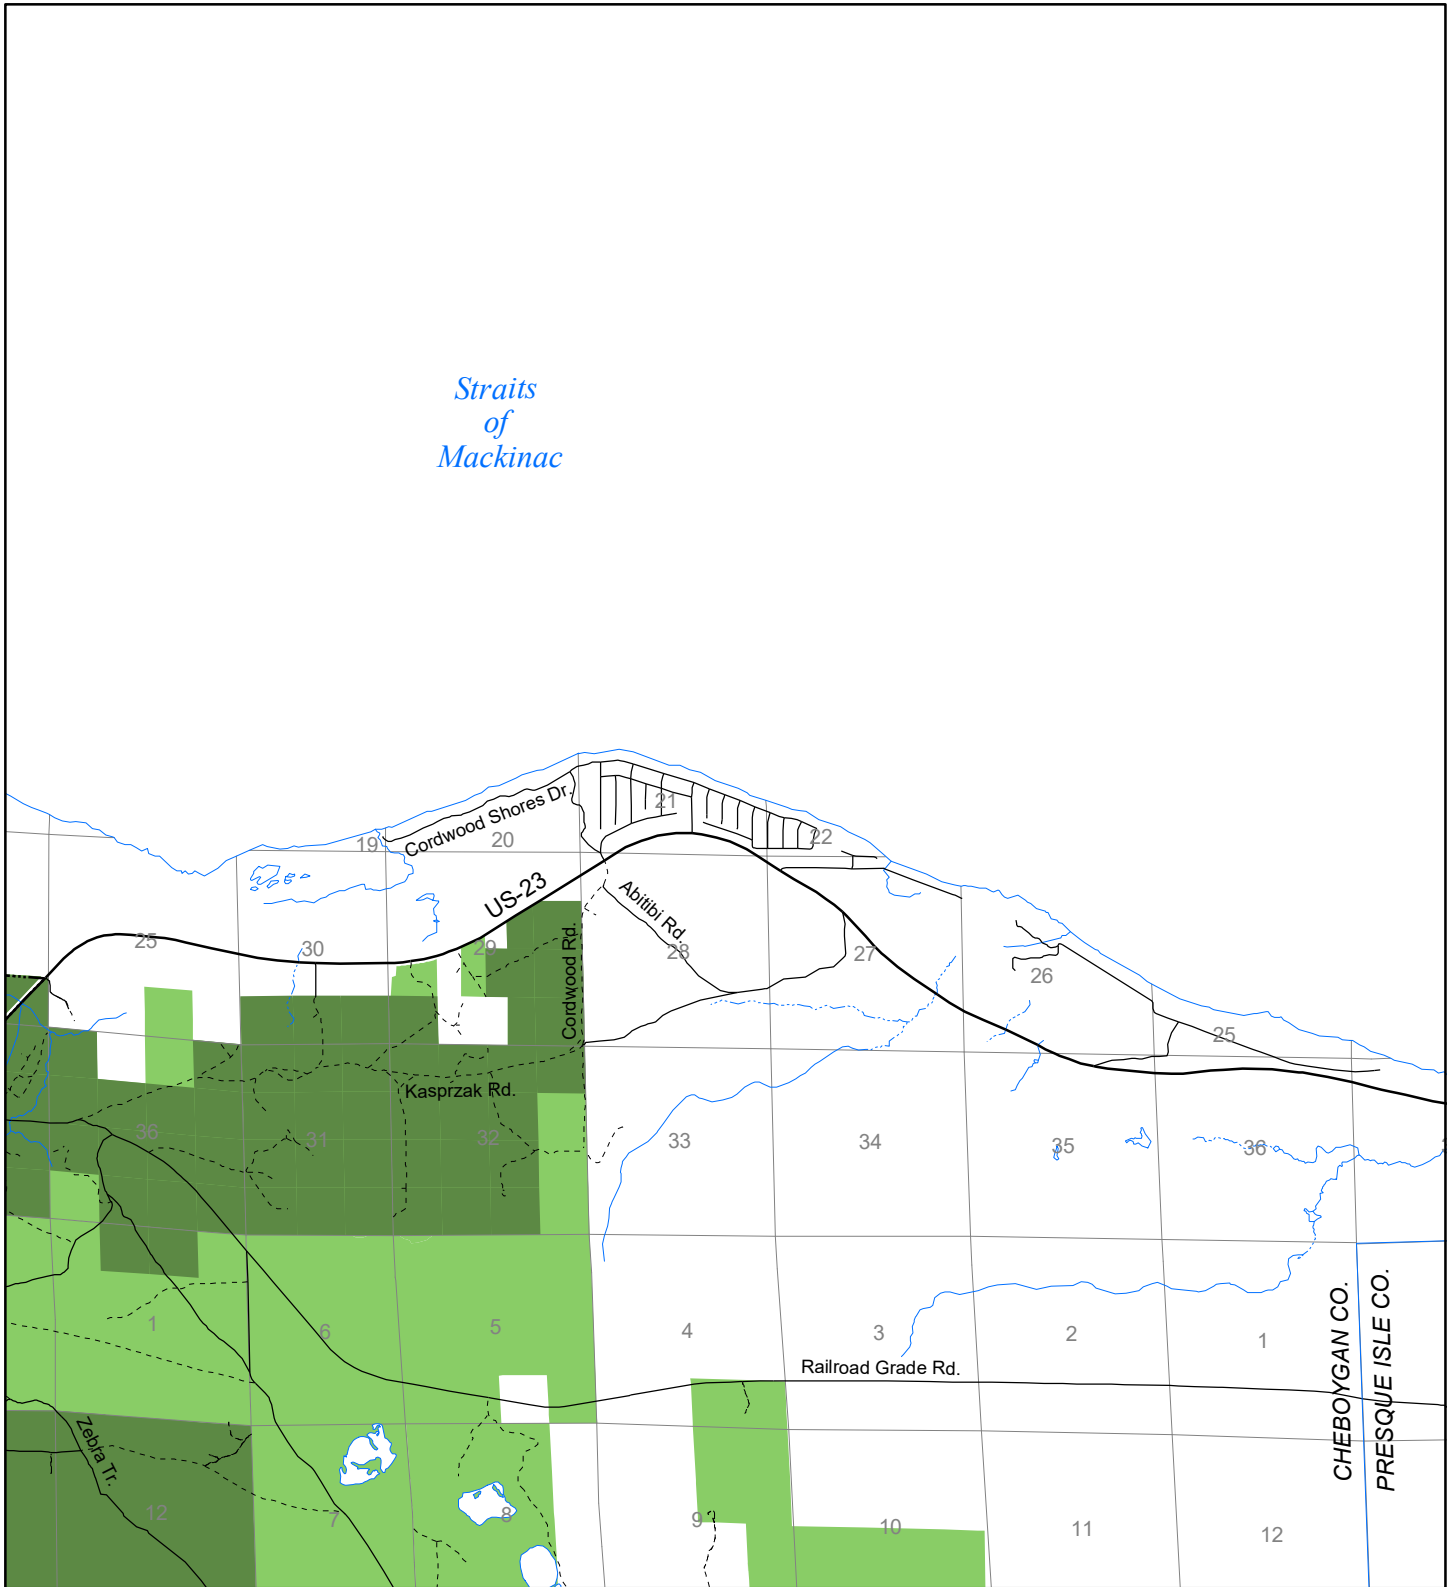 Straits
of
Mackinac
Cordwood Shores Dr.
21
19
20
22
US-23
Abitibi Rd.
25
30
29
Cordwood Rd.
28
27
26
25
Kasprzak Rd.
36
31
32
33
34
35
36
1
6
5
4
3
2
1
Railroad Grade Rd.
CHEBOYGAN CO.
PRESQUE ISLE CO.
Zebra Tr.
12
7
8
9
10
11
12